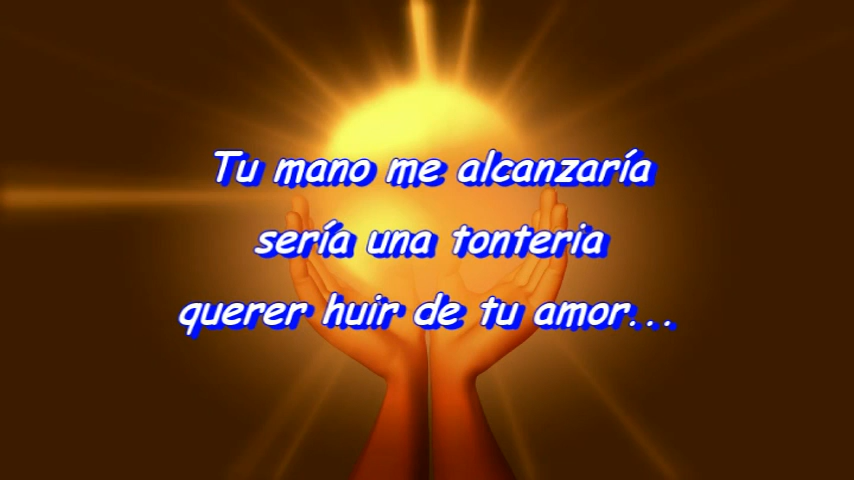 Tu mano me alcanzaría
sería una tonteria
querer huir de tu amor...